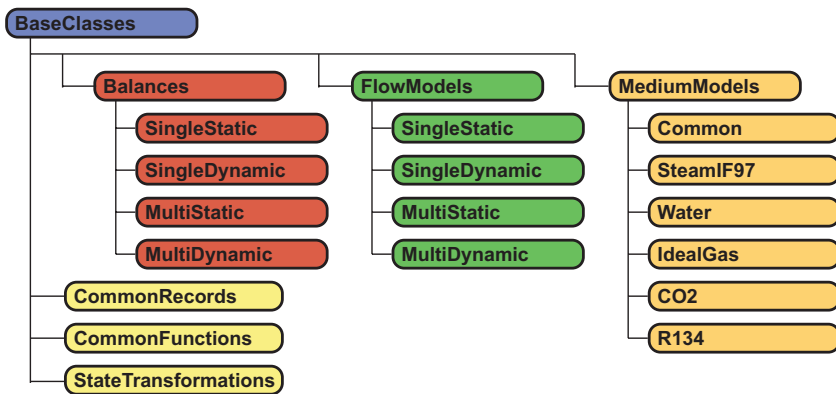 BaseClasses
Balances
SingleStatic
SingleDynamic
MultiStatic
MultiDynamic
FlowModels
SingleStatic
SingleDynamic
MultiStatic
MultiDynamic
MediumModels
Common
SteamIF97
Water
IdealGas
CO2
R134
CommonRecords
CommonFunctions
StateTransformations